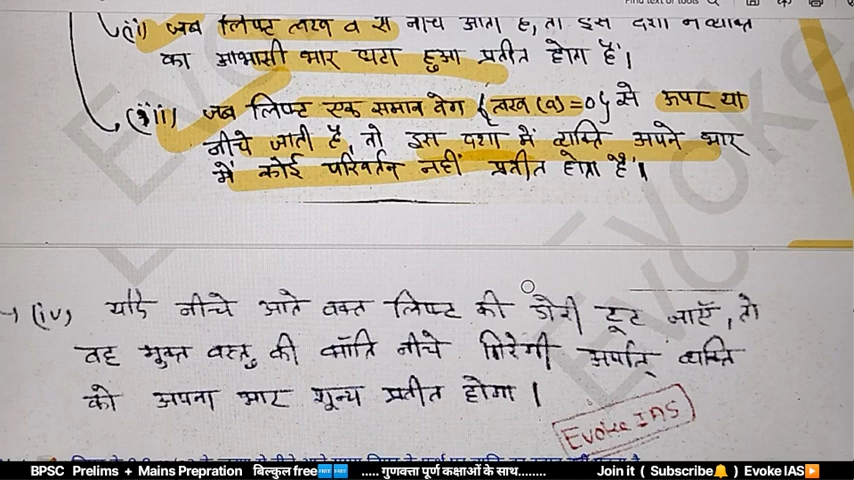 (ii) जब लिफ्ट त्वरण a से नीचे आती है, तो इस दशा में व्यक्ति
का आभासी भार घटा हुआ प्रतीत होता है।
(iii) जब लिफ्ट एक समान वेग {त्वरण (a) = 0} से ऊपर या
नीचे जाती है, तो इस दशा में व्यक्ति अपने भार
में कोई परिवर्तन नहीं प्रतीत होता है।
→ (iv) यदि नीचे आते वक्त लिफ्ट की डोरी टूट जाएँ, तो
वह मुक्त वस्तु की भाँति नीचे गिरेगी अर्थात् व्यक्ति
को अपना भार शून्य प्रतीत होगा।
Evoke IAS
BPSC Prelims + Mains Prepration बिल्कुल free🆓🆓 ..... गुणवत्ता पूर्ण कक्षाओं के साथ........ Join it ( Subscribe🔔 ) Evoke IAS▶